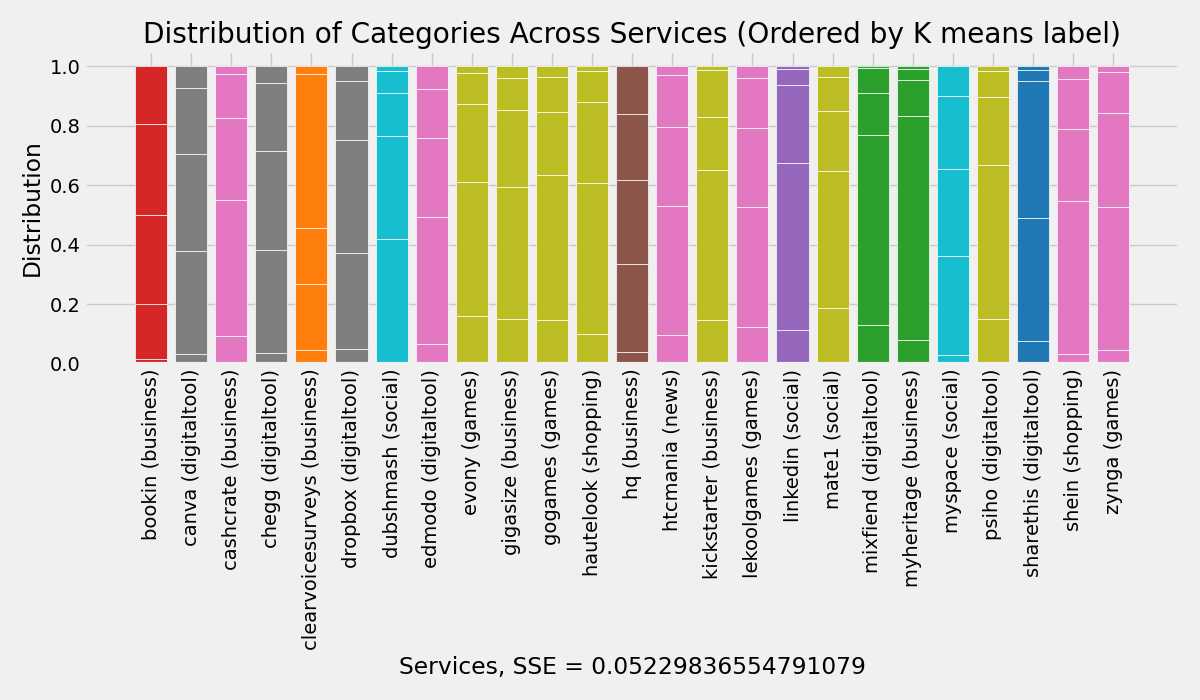 Distribution of Categories Across Services (Ordered by K means label)
Distribution
1.0
0.8
0.6
0.4
0.2
0.0
bookin (business)
canva (digitaltool)
cashcrate (business)
chegg (digitaltool)
clearvoicesurveys (business)
dropbox (digitaltool)
dubshmash (social)
edmodo (digitaltool)
evony (games)
gigasize (business)
gogames (games)
hautelook (shopping)
hq (business)
htcmania (news)
kickstarter (business)
lekoolgames (games)
linkedin (social)
mate1 (social)
mixfiend (digitaltool)
myheritage (business)
myspace (social)
psiho (digitaltool)
sharethis (digitaltool)
shein (shopping)
zynga (games)
Services, SSE = 0.05229836554791079